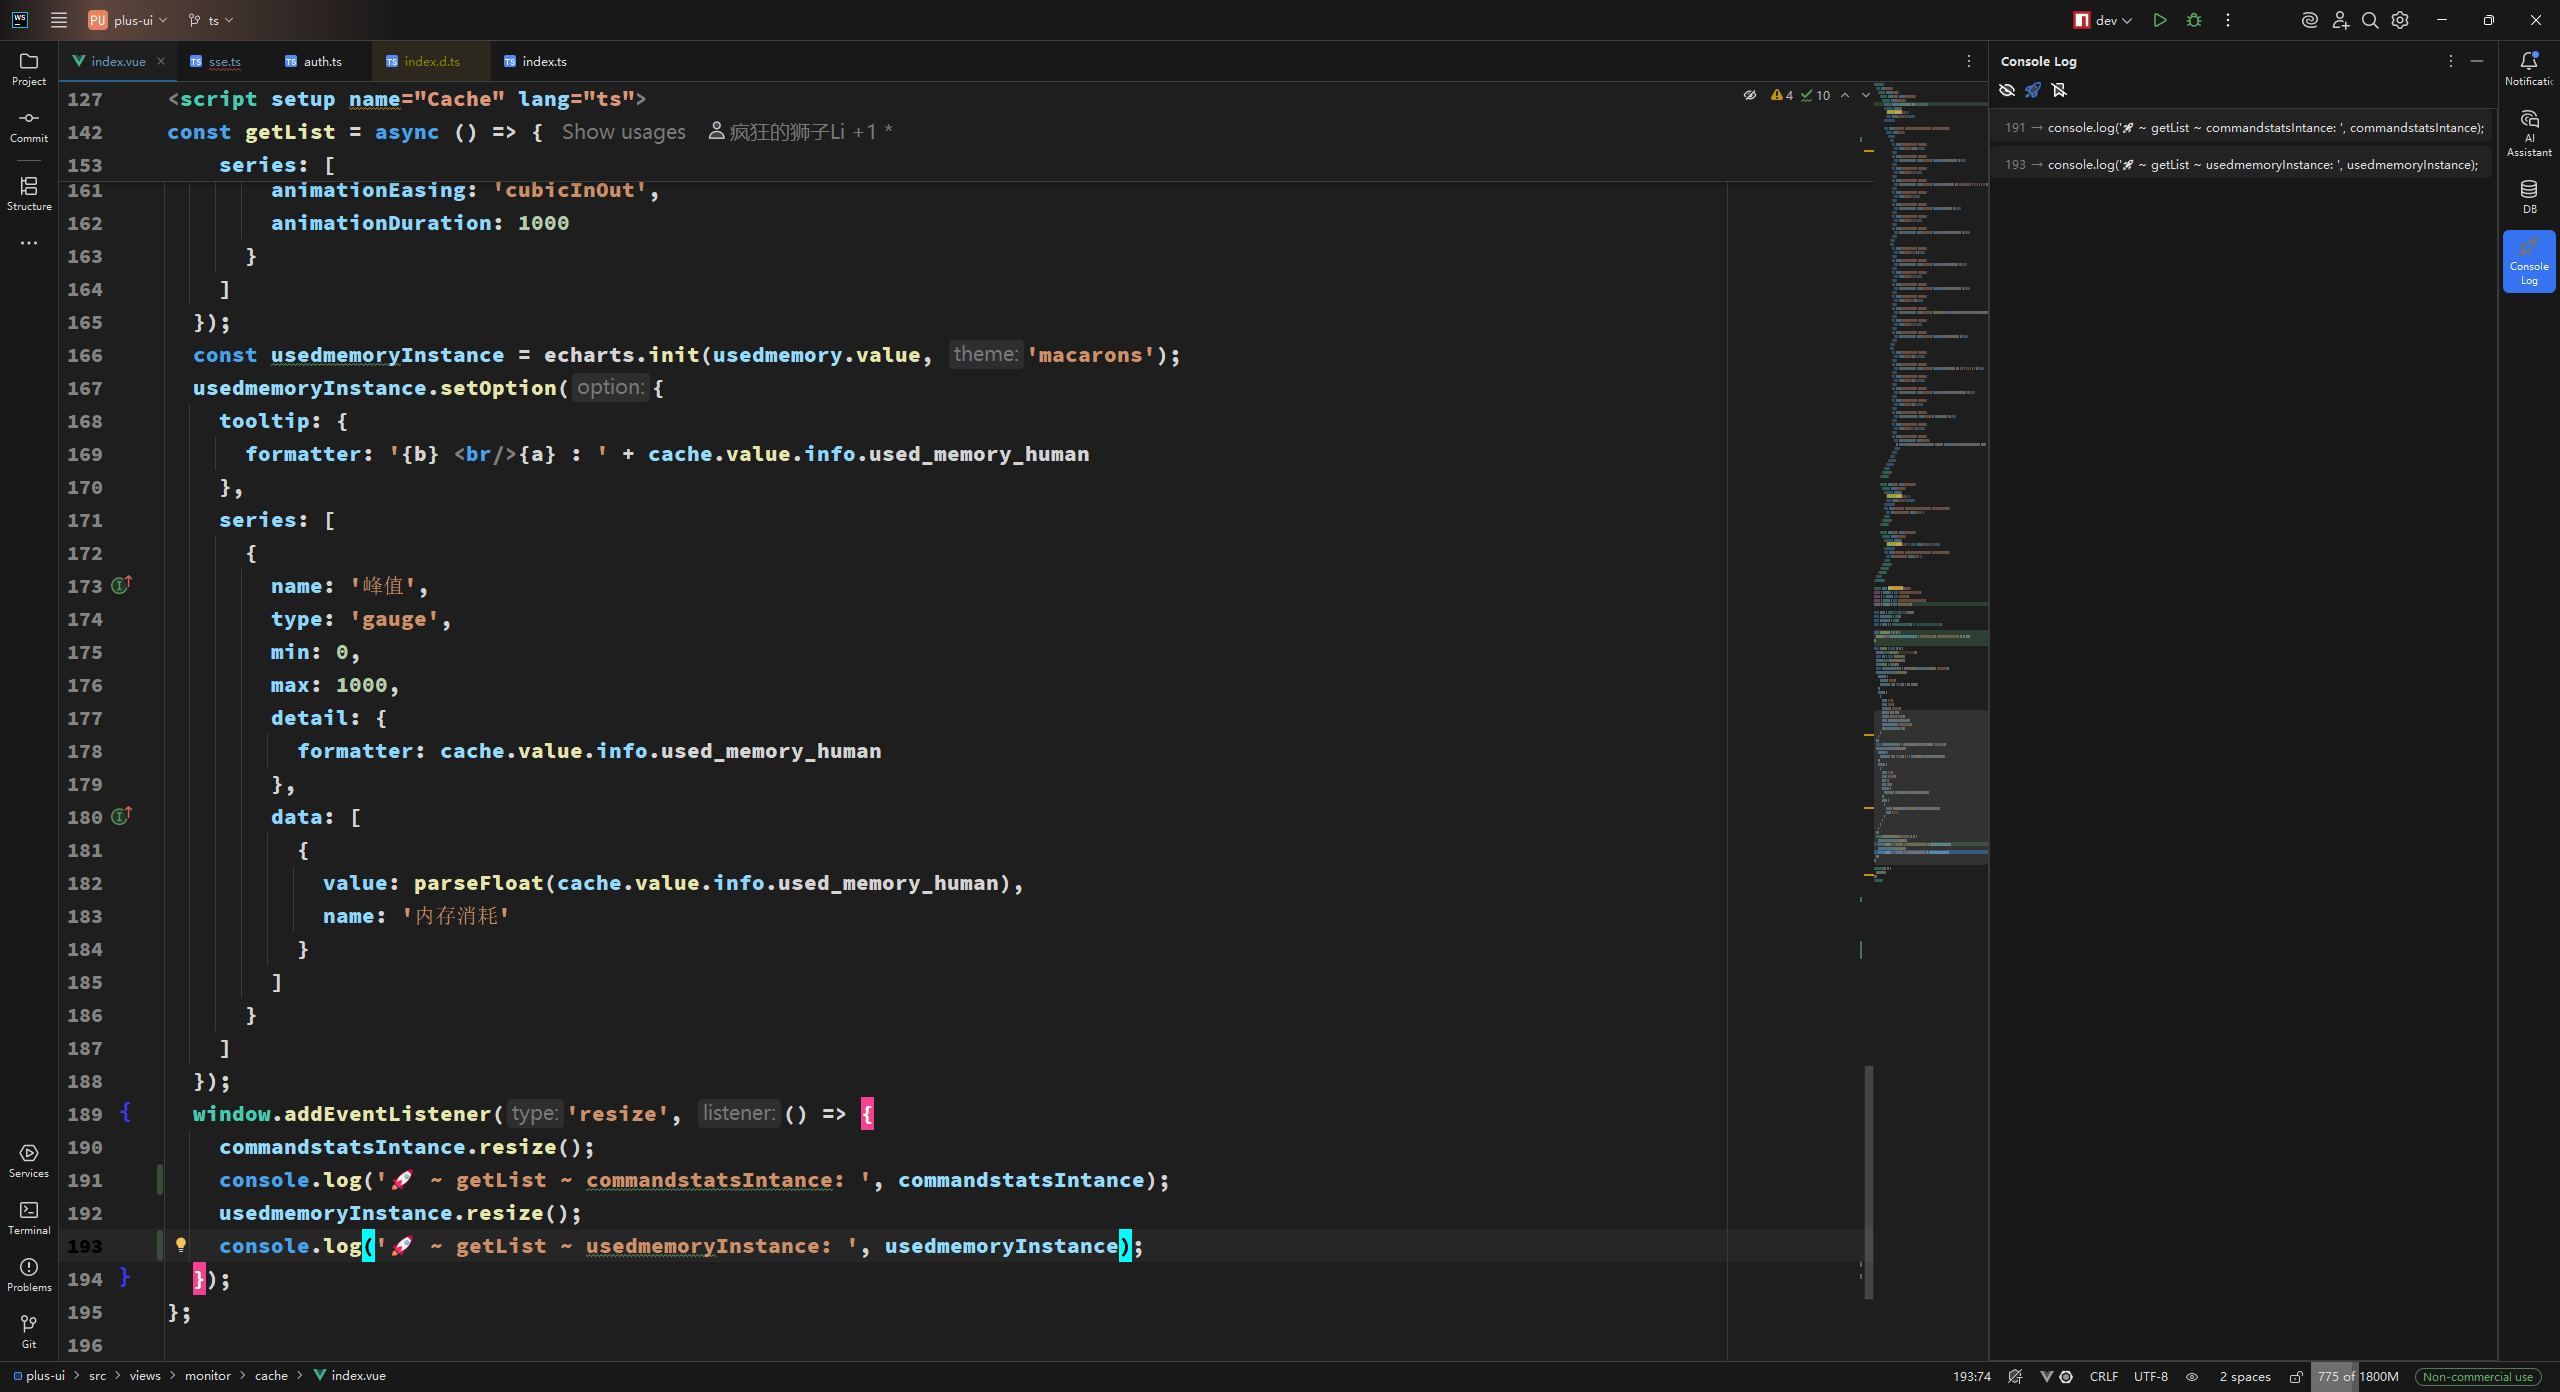 WS
PU plus-ui
ts
dev
index.vue
sse.ts
auth.ts
index.d.ts
index.ts
Console Log
Project
Commit
Structure
Services
Terminal
Problems
Git
127 <script setup name="Cache" lang="ts">
142 const getList = async () => { Show usages 疯狂的狮子Li +1 *
153 series: [
161 animationEasing: 'cubicInOut',
162 animationDuration: 1000
163 }
164 ]
165 });
166 const usedmemoryInstance = echarts.init(usedmemory.value, theme: 'macarons');
167 usedmemoryInstance.setOption( option: {
168 tooltip: {
169 formatter: '{b} <br/>{a} : ' + cache.value.info.used_memory_human
170 },
171 series: [
172 {
173 name: '峰值',
174 type: 'gauge',
175 min: 0,
176 max: 1000,
177 detail: {
178 formatter: cache.value.info.used_memory_human
179 },
180 data: [
181 {
182 value: parseFloat(cache.value.info.used_memory_human),
183 name: '内存消耗'
184 }
185 ]
186 }
187 ]
188 });
189 { window.addEventListener( type: 'resize', listener: () => {
190 commandstatsIntance.resize();
191 console.log('🚀 ~ getList ~ commandstatsIntance: ', commandstatsIntance);
192 usedmemoryInstance.resize();
193 console.log('🚀 ~ getList ~ usedmemoryInstance: ', usedmemoryInstance);
194 } });
195 };
196
4 10
191 → console.log('🚀 ~ getList ~ commandstatsIntance: ', commandstatsIntance);
193 → console.log('🚀 ~ getList ~ usedmemoryInstance: ', usedmemoryInstance);
Notificatic
AI
Assistant
DB
Console
Log
plus-ui > src > views > monitor > cache > index.vue
193:74
CRLF
UTF-8
2 spaces
775 of 1800M
Non-commercial use